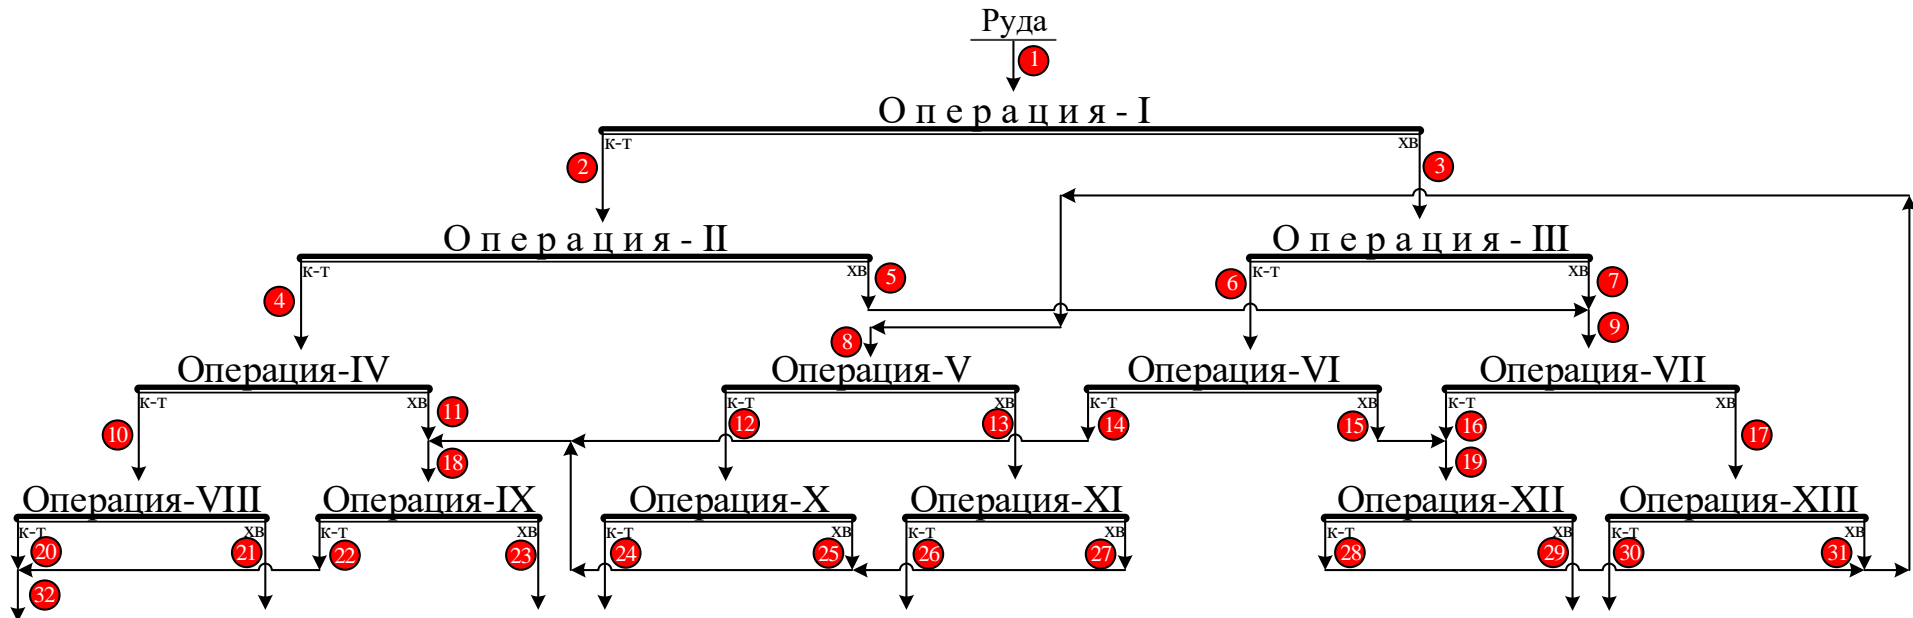 Руда
1
О п е р а ц и я - I
к-т хв
2 3
О п е р а ц и я - II О п е р а ц и я - III
к-т хв к-т хв
4 5 6 7
8 9
Операция-IV Операция-V Операция-VI Операция-VII
к-т хв к-т хв к-т хв к-т хв
10 11 12 13 14 15 16 17
18 19
Операция-VIII Операция-IX Операция-X Операция-XI Операция-XII Операция-XIII
к-т хв к-т хв к-т хв к-т хв к-т хв к-т хв
20 21 22 23 24 25 26 27 28 29 30 31
32